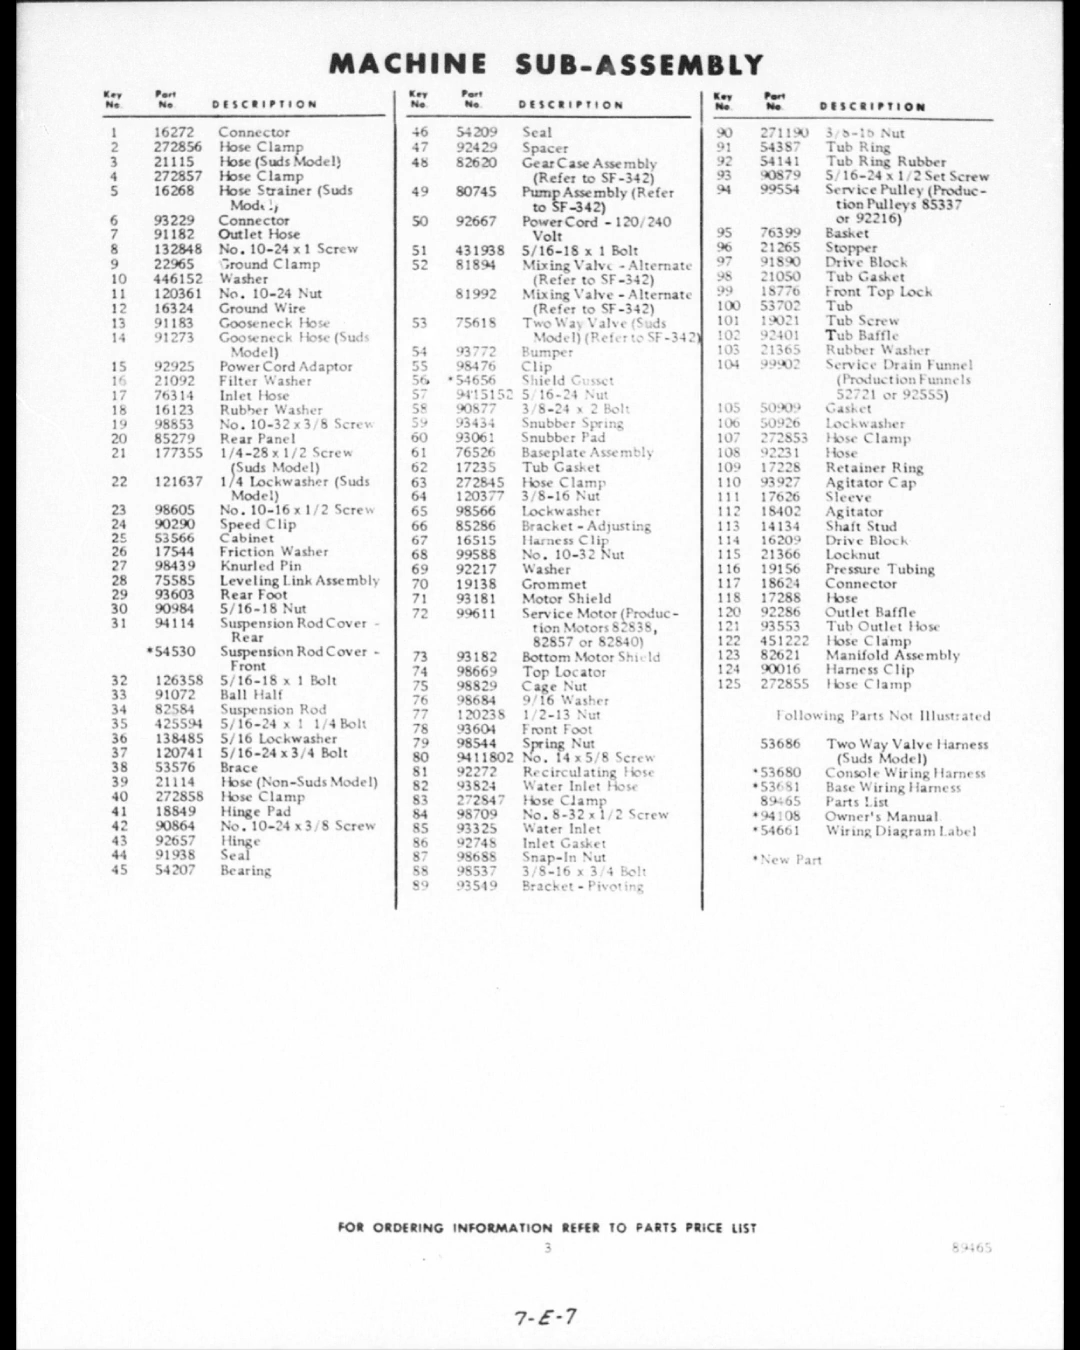 MACHINE SUB-ASSEMBLY
Key No. Part No. DESCRIPTION
1 16272 Connector
2 272856 Hose Clamp
3 21115 Hose (Suds Model)
4 272857 Hose Clamp
5 16268 Hose Strainer (Suds
6 93229 Connector
7 91182 Outlet Hose
8 132848 No. 10-24 x 1 Screw
9 22965 Ground Clamp
10 446152 Washer
11 120361 No. 10-24 Nut
12 16324 Ground Wire
13 91183 Gooseneck Hose
14 91273 Gooseneck Hose (Suds
Model)
15 92925 Power Cord Adaptor
16 21092 Filter Washer
17 76314 Inlet Hose
18 16123 Rubber Washer
19 98853 No. 10-32 x 3/8 Screw
20 85279 Rear Panel
21 177355 1/4-28 x 1/2 Screw
(Suds Model)
22 121637 1/4 Lockwasher (Suds
Model)
23 98605 No. 10-16 x 1/2 Screw
24 90290 Speed Clip
25 53566 Cabinet
26 17544 Friction Washer
27 98439 Knurled Pin
28 75585 Leveling Link Assembly
29 93603 Rear Foot
30 90984 5/16-18 Nut
31 94114 Suspension Rod Cover -
Rear
*54530 Suspension Rod Cover -
Front
32 126358 5/16-18 x 1 Bolt
33 91072 Ball Half
34 82584 Suspension Rod
35 425594 5/16-24 x 1 1/4 Bolt
36 138485 5/16 Lockwasher
37 120741 5/16-24 x 3/4 Bolt
38 53576 Brace
39 21114 Hose (Non-Suds Model)
40 272858 Hose Clamp
41 18849 Hinge Pad
42 90864 No. 10-24 x 3/8 Screw
43 92657 Hinge
44 91938 Seal
45 54207 Bearing
Key No. Part No. DESCRIPTION
46 54209 Seal
47 92429 Spacer
48 82620 Gear Case Assembly
(Refer to SF-342)
49 80745 Pump Assembly (Refer
to SF-342)
50 92667 Power Cord - 120/240
Volt
51 431938 5/16-18 x 1 Bolt
52 81894 Mixing Valve - Alternate
(Refer to SF-342)
81992 Mixing Valve - Alternate
(Refer to SF-342)
53 75618 Two Way Valve (Suds
Model) (Refer to SF-342)
54 93772 Bumper
55 98476 Clip
56 *54656 Shield Gusset
57 9415152 5/16-24 Nut
58 90877 3/8-24 x 2 Bolt
59 93434 Snubber Spring
60 93061 Snubber Pad
61 76526 Baseplate Assembly
62 17235 Tub Gasket
63 272845 Hose Clamp
64 120377 3/8-16 Nut
65 98566 Lockwasher
66 85286 Bracket - Adjusting
67 16515 Harness Clip
68 99588 No. 10-32 Nut
69 92217 Washer
70 19138 Grommet
71 93181 Motor Shield
72 99611 Service Motor (Produc-
tion Motors 82838,
82857 or 82840)
73 93182 Bottom Motor Shield
74 98669 Top Locator
75 98829 Cage Nut
76 98684 9/16 Washer
77 120238 1/2-13 Nut
78 93604 Front Foot
79 98544 Spring Nut
80 9411802 No. 14 x 5/8 Screw
81 92272 Recirculating Hose
82 93824 Water Inlet Hose
83 272847 Hose Clamp
84 98709 No. 8-32 x 1/2 Screw
85 93325 Water Inlet
86 92748 Inlet Gasket
87 98688 Snap-In Nut
88 98537 3/8-16 x 3/4 Bolt
89 93549 Bracket - Pivoting
Key No. Part No. DESCRIPTION
90 271190 3/8-16 Nut
91 54387 Tub Ring
92 54141 Tub Ring Rubber
93 90879 5/16-24 x 1/2 Set Screw
94 99554 Service Pulley (Produc-
tion Pulleys 85337
or 92216)
95 76399 Basket
96 21265 Stopper
97 91890 Drive Block
98 21050 Tub Gasket
99 18776 Front Top Lock
100 53702 Tub
101 19021 Tub Screw
102 92401 Tub Baffle
103 21365 Rubber Washer
104 99902 Service Drain Funnel
(Production Funnels
52721 or 92555)
105 50909 Gasket
106 50926 Lockwasher
107 272853 Hose Clamp
108 92231 Hose
109 17228 Retainer Ring
110 93927 Agitator Cap
111 17626 Sleeve
112 18402 Agitator
113 14134 Shaft Stud
114 16209 Drive Block
115 21366 Locknut
116 19156 Pressure Tubing
117 18624 Connector
118 17288 Hose
120 92286 Outlet Baffle
121 93553 Tub Outlet Hose
122 451222 Hose Clamp
123 82621 Manifold Assembly
124 90016 Harness Clip
125 272855 Hose Clamp
Following Parts Not Illustrated
53686 Two Way Valve Harness
(Suds Model)
*53680 Console Wiring Harness
*53681 Base Wiring Harness
89465 Parts List
*94108 Owner's Manual
*54661 Wiring Diagram Label
*New Part
FOR ORDERING INFORMATION REFER TO PARTS PRICE LIST
3
89465
7-E-7